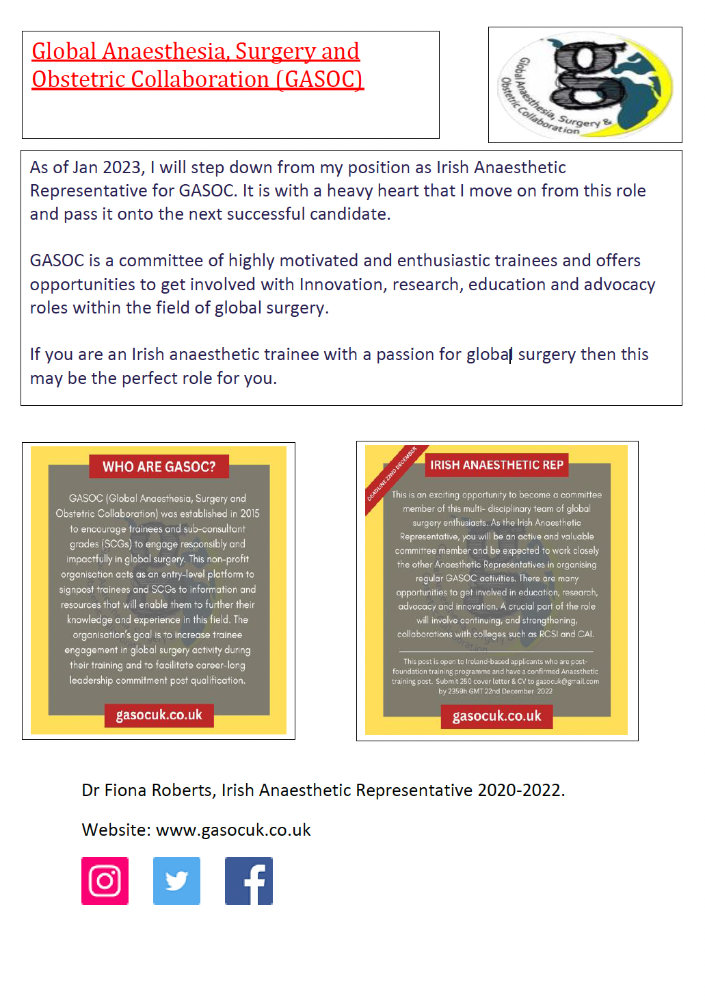 Global Anaesthesia, Surgery and
Obstetric Collaboration (GASOC)
g
Global Anaesthesia, Surgery &
Obstetric Collaboration
As of Jan 2023, I will step down from my position as Irish Anaesthetic
Representative for GASOC. It is with a heavy heart that I move on from this role
and pass it onto the next successful candidate.
GASOC is a committee of highly motivated and enthusiastic trainees and offers
opportunities to get involved with Innovation, research, education and advocacy
roles within the field of global surgery.
If you are an Irish anaesthetic trainee with a passion for global surgery then this
may be the perfect role for you.
WHO ARE GASOC?
GASOC (Global Anaesthesia, Surgery and
Obstetric Collaboration) was established in 2015
to encourage trainees and sub-consultant
grades (SCGs) to engage responsibly and
impactfully in global surgery. This non-profit
organisation acts as an entry-level platform to
signpost trainees and SCGs to information and
resources that will enable them to further their
knowledge and experience in this field. The
organisation's goal is to increase trainee
engagement in global surgery activity during
their training and to facilitate career-long
leadership commitment post qualification.
gasocuk.co.uk
DEADLINE 22ND DECEMBER
IRISH ANAESTHETIC REP
This is an exciting opportunity to become a committee
member of this multi- disciplinary team of global
surgery enthusiasts. As the Irish Anaesthetic
Representative, you will be an active and valuable
committee member and be expected to work closely
the other Anaesthetic Representatives in organising
regular GASOC activities. There are many
opportunities to get involved in education, research,
advocacy and innovation. A crucial part of the role
will involve continuing, and strengthening,
collaborations with colleges such as RCSI and CAI.
This post is open to Ireland-based applicants who are post-
foundation training programme and have a confirmed Anaesthetic
training post. Submit 250 cover letter & CV to gasocuk@gmail.com
by 2359h GMT 22nd December 2022
gasocuk.co.uk
Dr Fiona Roberts, Irish Anaesthetic Representative 2020-2022.
Website: www.gasocuk.co.uk